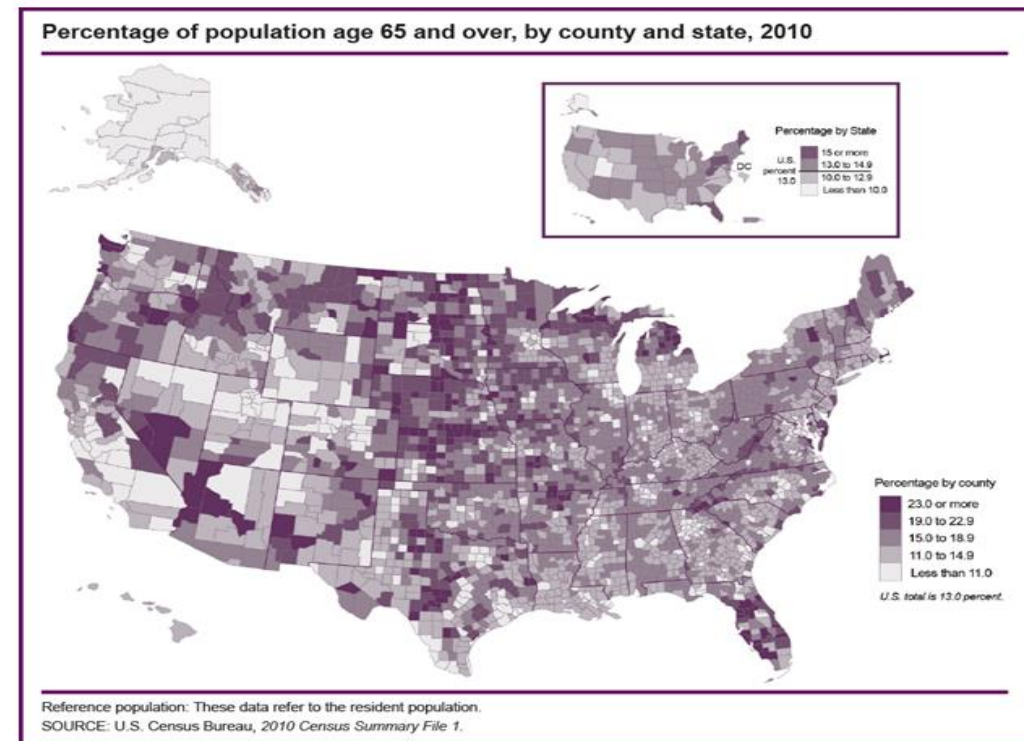 Percentage of population age 65 and over, by county and state, 2010
Percentage by State
U.S.
percent
13.0
15 or more
13.0 to 14.9
10.0 to 12.9
Less than 10.0
DC
Percentage by county
23.0 or more
19.0 to 22.9
15.0 to 18.9
11.0 to 14.9
Less than 11.0
U.S. total is 13.0 percent.
Reference population: These data refer to the resident population.
SOURCE: U.S. Census Bureau, 2010 Census Summary File 1.